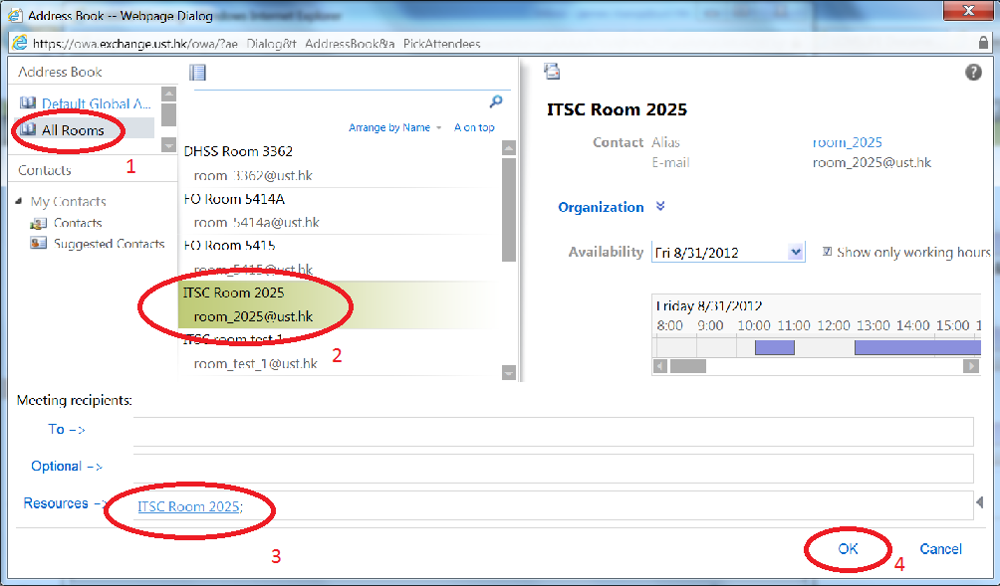 Address Book -- Webpage Dialog
https://owa.exchange.ust.hk/owa/?ae Dialog&t AddressBook&a PickAttendees
Address Book
Default Global A...
All Rooms
1
Contacts
My Contacts
Contacts
Suggested Contacts
Arrange by Name A on top
DHSS Room 3362
room_3362@ust.hk
FO Room 5414A
room_5414a@ust.hk
FO Room 5415
room_5415@ust.hk
ITSC Room 2025
room_2025@ust.hk
2
ITSC room test 1
room_test_1@ust.hk
ITSC Room 2025
Contact Alias room_2025
E-mail room_2025@ust.hk
Organization
Availability Fri 8/31/2012 Show only working hours
Friday 8/31/2012
8:00 9:00 10:00 11:00 12:00 13:00 14:00 15:00 1
Meeting recipients:
To ->
Optional ->
Resources -> ITSC Room 2025;
3
OK Cancel
4